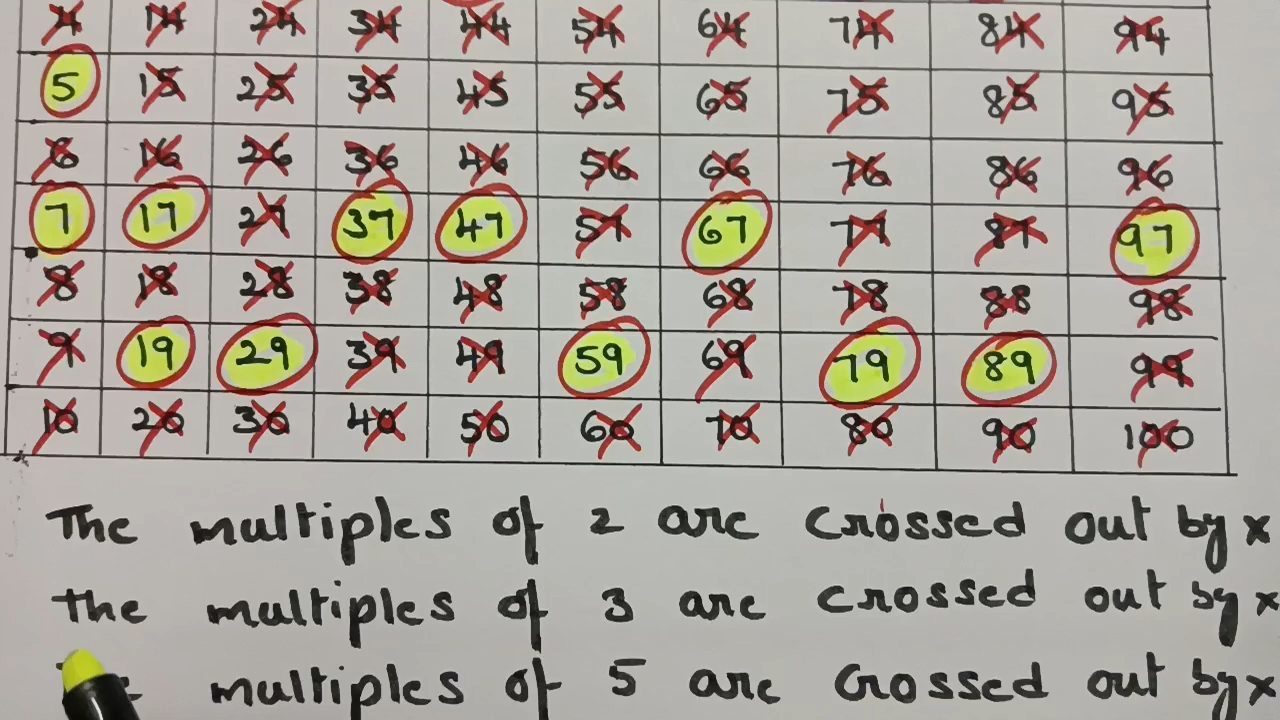 4 14 24 34 44 54 64 74 84 94
5 15 25 35 45 55 65 75 85 95
6 16 26 36 46 56 66 76 86 96
7 17 27 37 47 57 67 77 87 97
8 18 28 38 48 58 68 78 88 98
9 19 29 39 49 59 69 79 89 99
10 20 30 40 50 60 70 80 90 100
The multiples of 2 are crossed out by x
The multiples of 3 are crossed out by x
multiples of 5 are crossed out by x